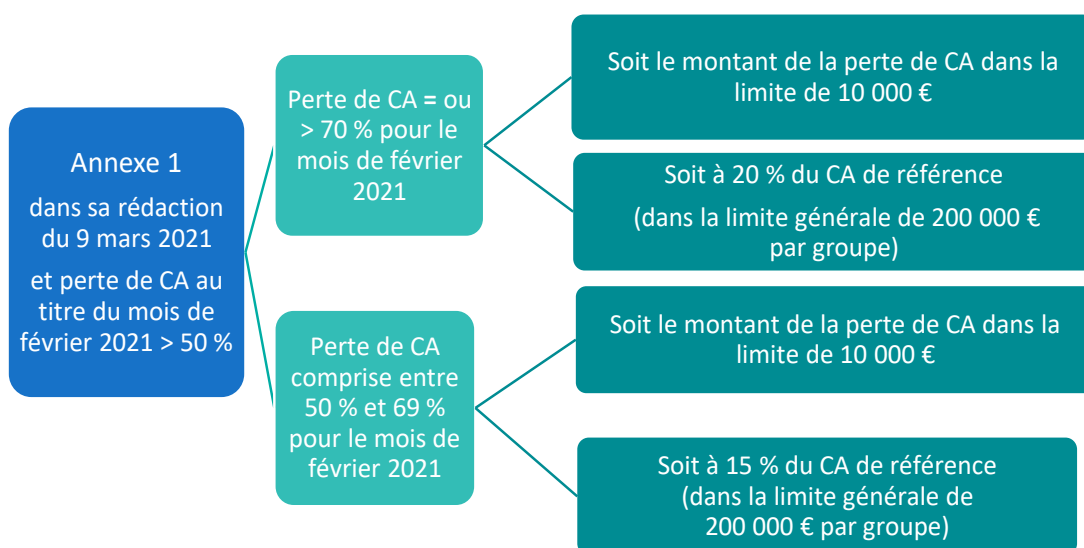 Annexe 1
dans sa rédaction
du 9 mars 2021
et perte de CA au
titre du mois de
février 2021 > 50 %
Perte de CA = ou
> 70 % pour le
mois de février
2021
Soit le montant de la perte de CA dans la
limite de 10 000 €
Soit à 20 % du CA de référence
(dans la limite générale de 200 000 €
par groupe)
Perte de CA
comprise entre
50 % et 69 %
pour le mois de
février 2021
Soit le montant de la perte de CA dans la
limite de 10 000 €
Soit à 15 % du CA de référence
(dans la limite générale de
200 000 € par groupe)